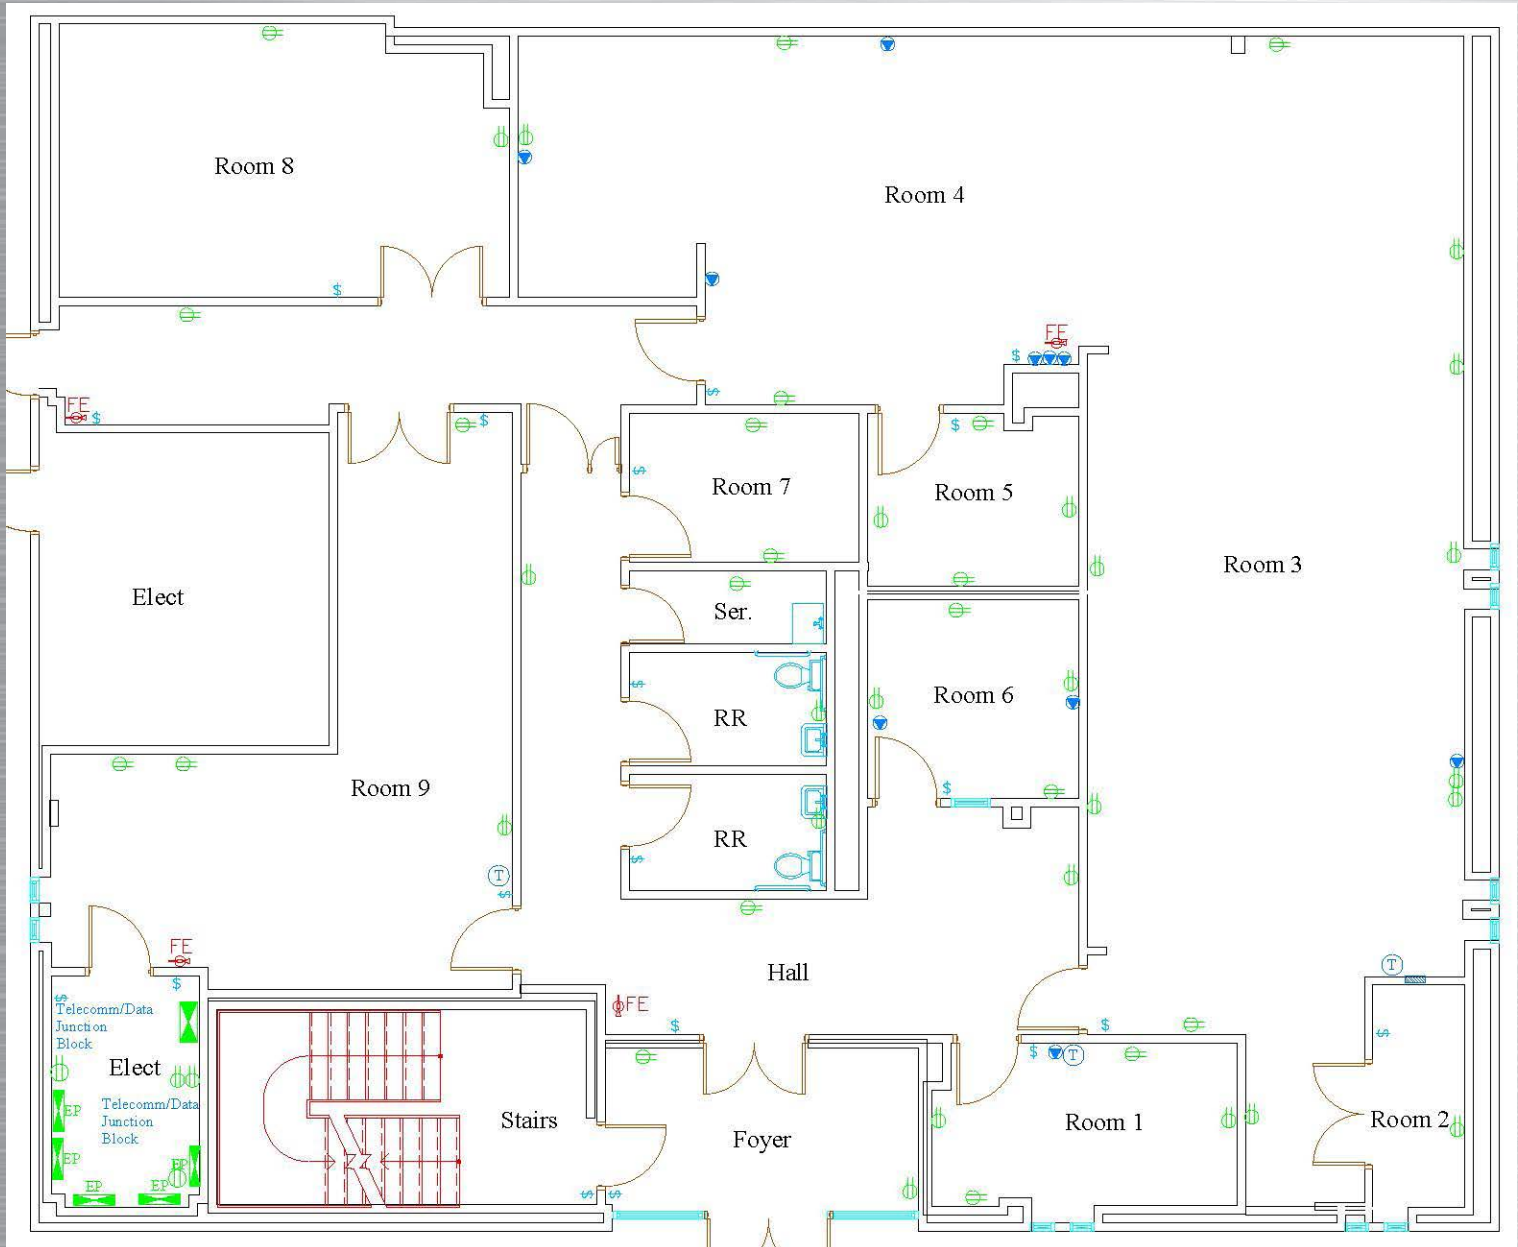 Room 8
Room 4
$
FE
$
$
FE
$
$
$
$
Room 7
Room 5
Room 3
Elect
Ser.
$
RR
Room 6
Room 9
$
RR
$
T
$
FE
$
Hall
T
$
Telecomm/Data
Junction
Block
FE
$
$
$
T
$
Elect
EP
Telecomm/Data
Junction
Block
Stairs
Foyer
Room 1
Room 2
EP
EP
EP
EP
$
$